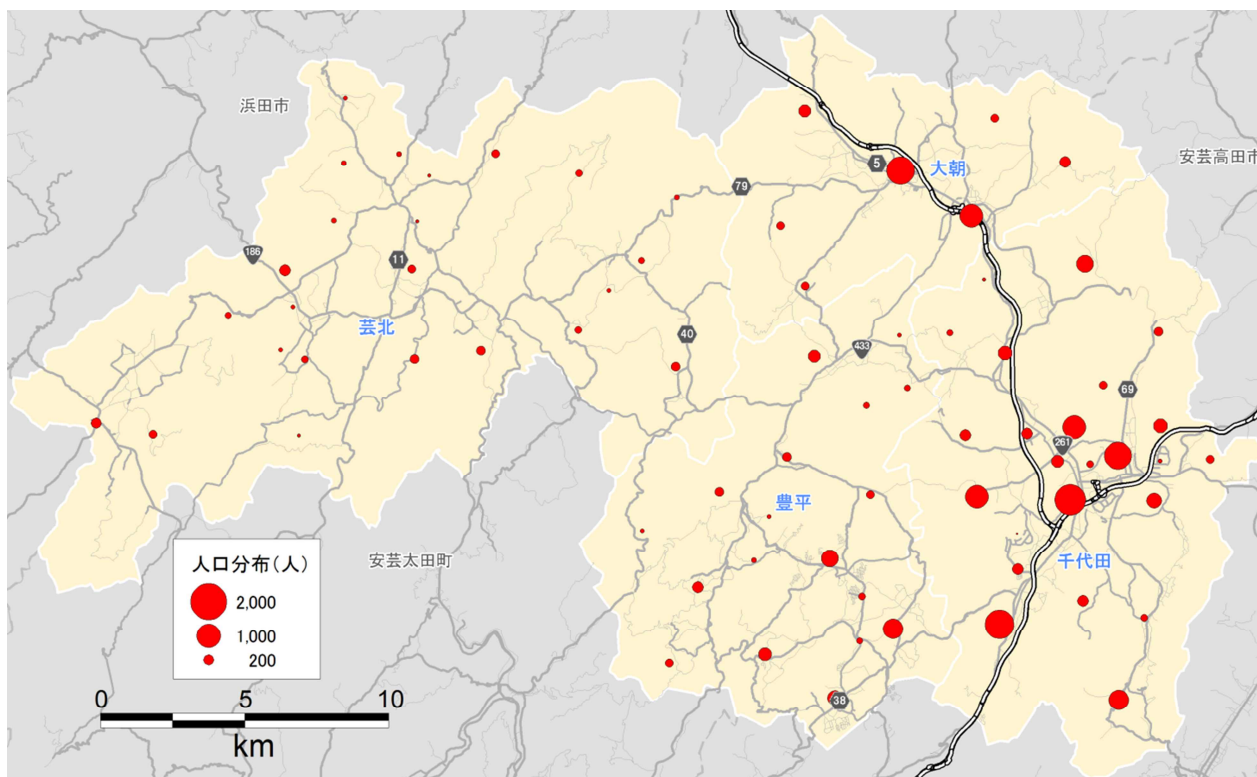 浜田市
安芸高田市
5
大朝
79
186
11
芸北
40
433
69
261
豊平
安芸太田町
千代田
38
人口分布(人)
2,000
1,000
200
0 5 10
km